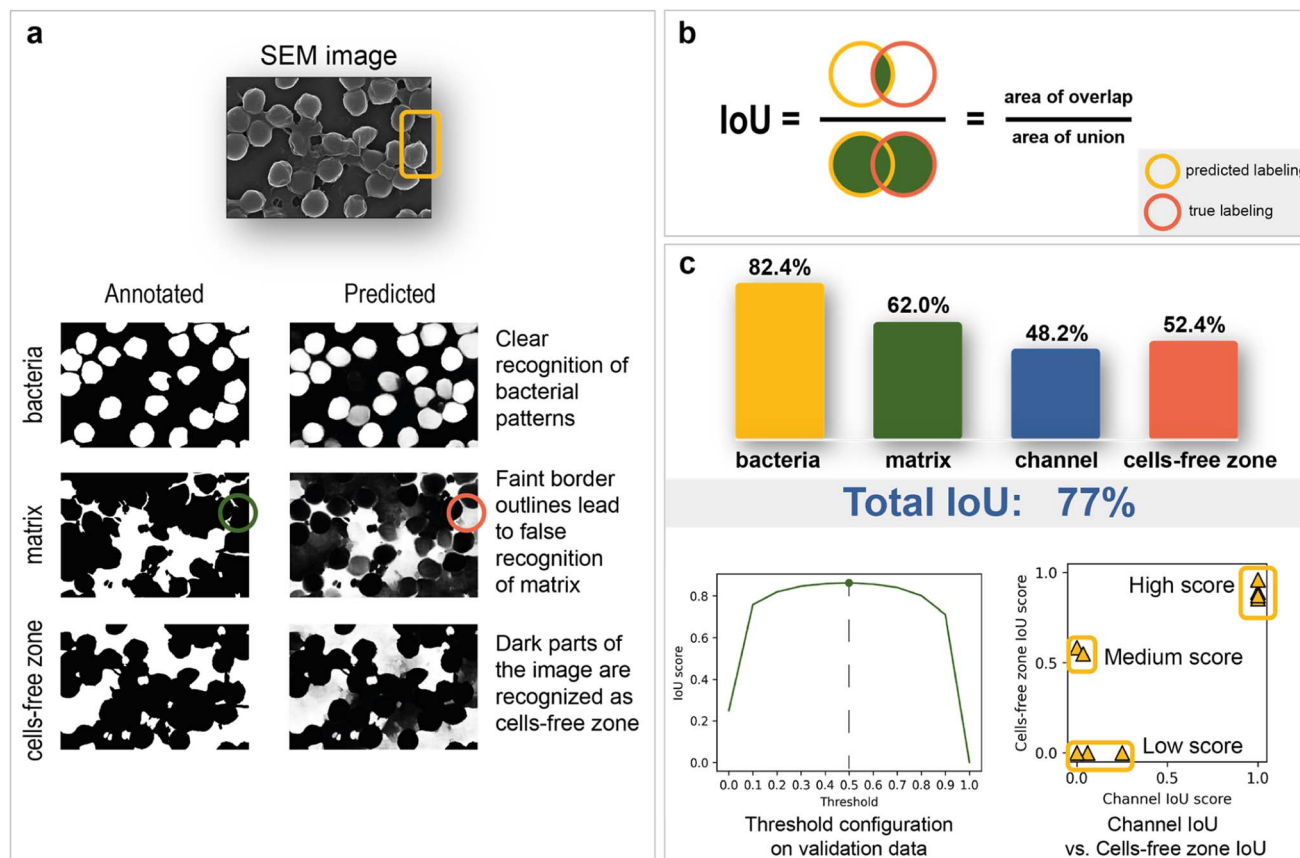 a
SEM image
Annotated
Predicted
bacteria
Clear
recognition of
bacterial
patterns
matrix
Faint border
outlines lead
to false
recognition
of matrix
cells-free zone
Dark parts of
the image are
recognized as
cells-free zone
b
IoU =
=
area of overlap
area of union
predicted labeling
true labeling
c
82.4%
62.0%
48.2%
52.4%
bacteria
matrix
channel
cells-free zone
Total IoU: 77%
IoU score
0.8
0.6
0.4
0.2
0.0
0.0 0.1 0.2 0.3 0.4 0.5 0.6 0.7 0.8 0.9 1.0
Threshold
Threshold configuration
on validation data
Cells-free zone IoU score
1.0
0.5
0.0
High score
Medium score
Low score
0.0 0.5 1.0
Channel IoU score
Channel IoU
vs. Cells-free zone IoU